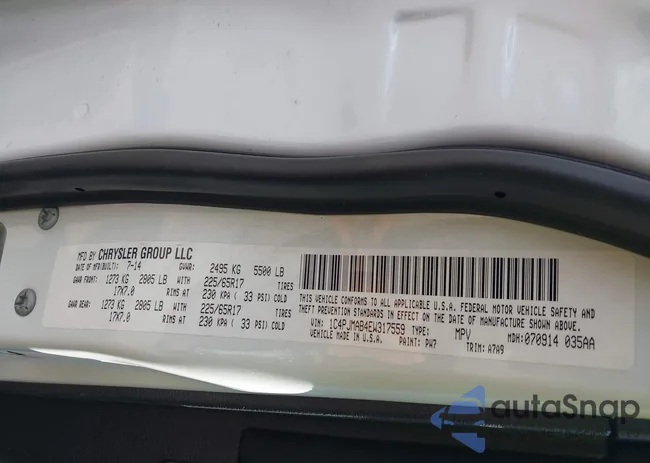 MFD BY CHRYSLER GROUP LLC
DATE OF MFR(BUILT): 7-14 GVWR: 2495 KG 5500 LB
GAWR FRONT: 1273 KG 2805 LB WITH 225/65R17 TIRES
17X7.0 RIMS AT 230 KPA ( 33 PSI) COLD
GAWR REAR: 1273 KG 2805 LB WITH 225/65R17 TIRES
17X7.0 RIMS AT 230 KPA ( 33 PSI) COLD
THIS VEHICLE CONFORMS TO ALL APPLICABLE U.S.A. FEDERAL MOTOR VEHICLE SAFETY AND
THEFT PREVENTION STANDARDS IN EFFECT ON THE DATE OF MANUFACTURE SHOWN ABOVE.
VIN: 1C4PJMAB4EW317559 TYPE: MPV MDH: 070914 035AA
VEHICLE MADE IN U.S.A. PAINT: PW7 TRIM: A7A9
autoSnap